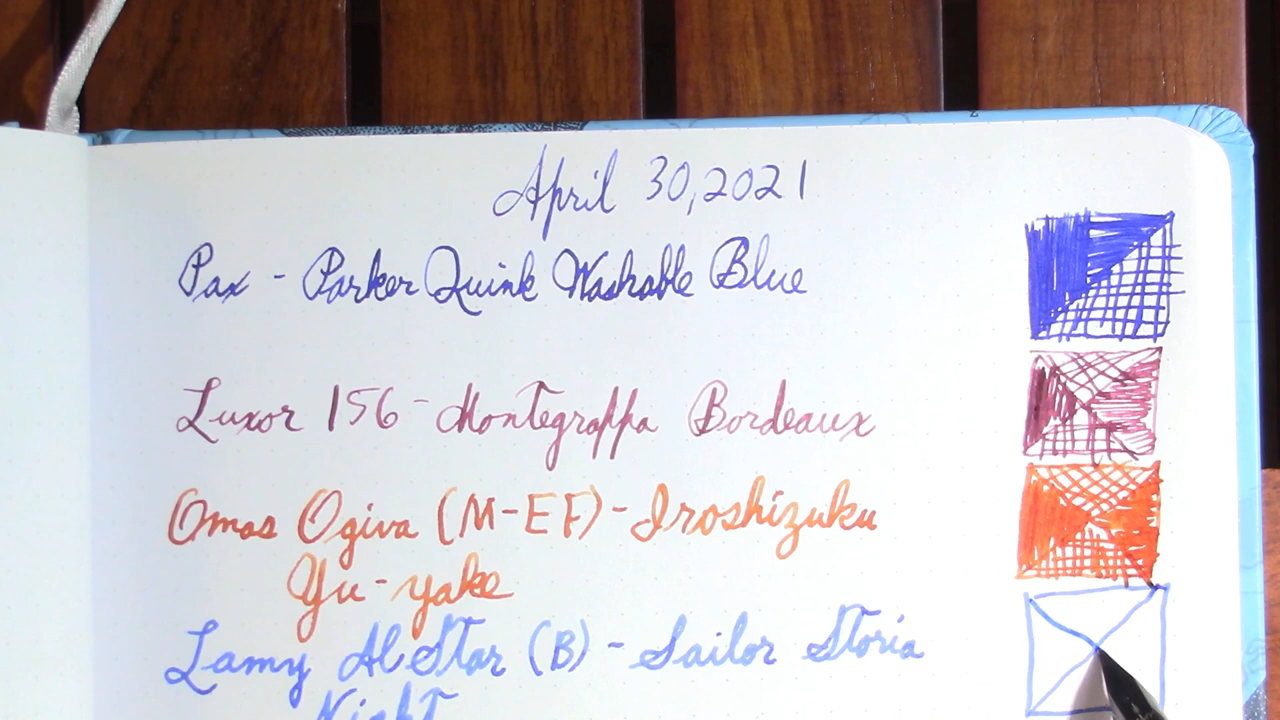 April 30, 2021
Pax - Parker Quink Washable Blue
Luxor 156 - Montegrappa Bordeaux
Omas Ogiva (M-EF) - Iroshizuku
Yu-yake
Lamy Al Star (B) - Sailor Storia
Night